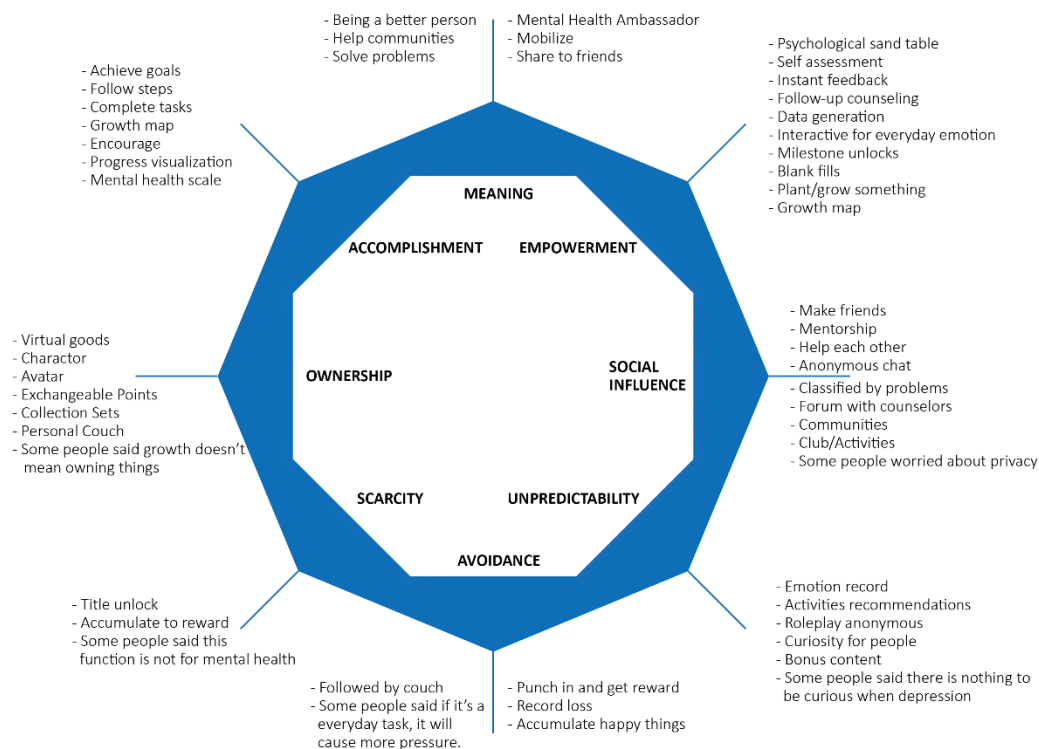 - Being a better person
- Help communities
- Solve problems
- Mental Health Ambassador
- Mobilize
- Share to friends
- Achieve goals
- Follow steps
- Complete tasks
- Growth map
- Encourage
- Progress visualization
- Mental health scale
- Psychological sand table
- Self assessment
- Instant feedback
- Follow-up counseling
- Data generation
- Interactive for everyday emotion
- Milestone unlocks
- Blank fills
- Plant/grow something
- Growth map
MEANING
ACCOMPLISHMENT
EMPOWERMENT
- Virtual goods
- Charactor
- Avatar
- Exchangeable Points
- Collection Sets
- Personal Couch
- Some people said growth doesn't
mean owning things
OWNERSHIP
SOCIAL
INFLUENCE
- Make friends
- Mentorship
- Help each other
- Anonymous chat
- Classified by problems
- Forum with counselors
- Communities
- Club/Activities
- Some people worried about privacy
SCARCITY
UNPREDICTABILITY
AVOIDANCE
- Title unlock
- Accumulate to reward
- Some people said this
function is not for mental health
- Followed by couch
- Some people said if it's a
everyday task, it will
cause more pressure.
- Punch in and get reward
- Record loss
- Accumulate happy things
- Emotion record
- Activities recommendations
- Roleplay anonymous
- Curiosity for people
- Bonus content
- Some people said there is nothing to
be curious when depression